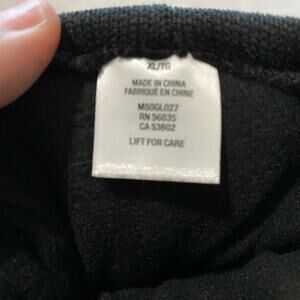 XL/TG
MADE IN CHINA
FABRIQUÉ EN CHINE
M80GL027
RN 56835
CA 53602
LIFT FOR CARE